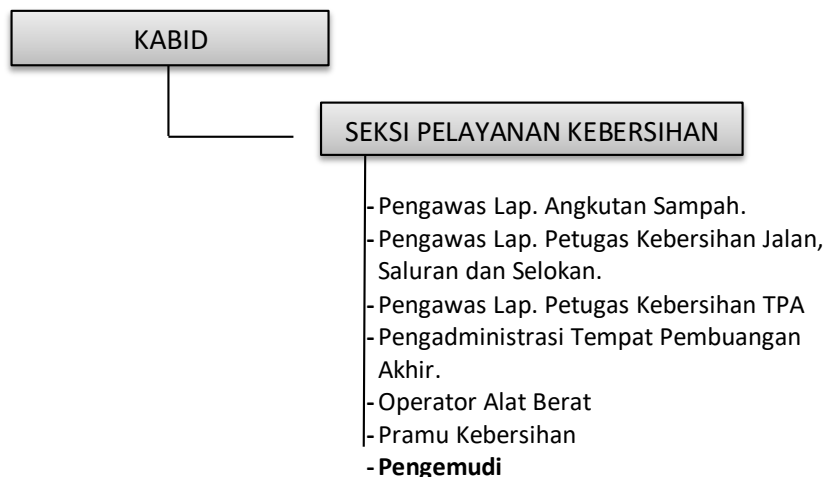 KABID
SEKSI PELAYANAN KEBERSIHAN
- Pengawas Lap. Angkutan Sampah.
- Pengawas Lap. Petugas Kebersihan Jalan,
Saluran dan Selokan.
- Pengawas Lap. Petugas Kebersihan TPA
- Pengadministrasi Tempat Pembuangan
Akhir.
- Operator Alat Berat
- Pramu Kebersihan
- Pengemudi